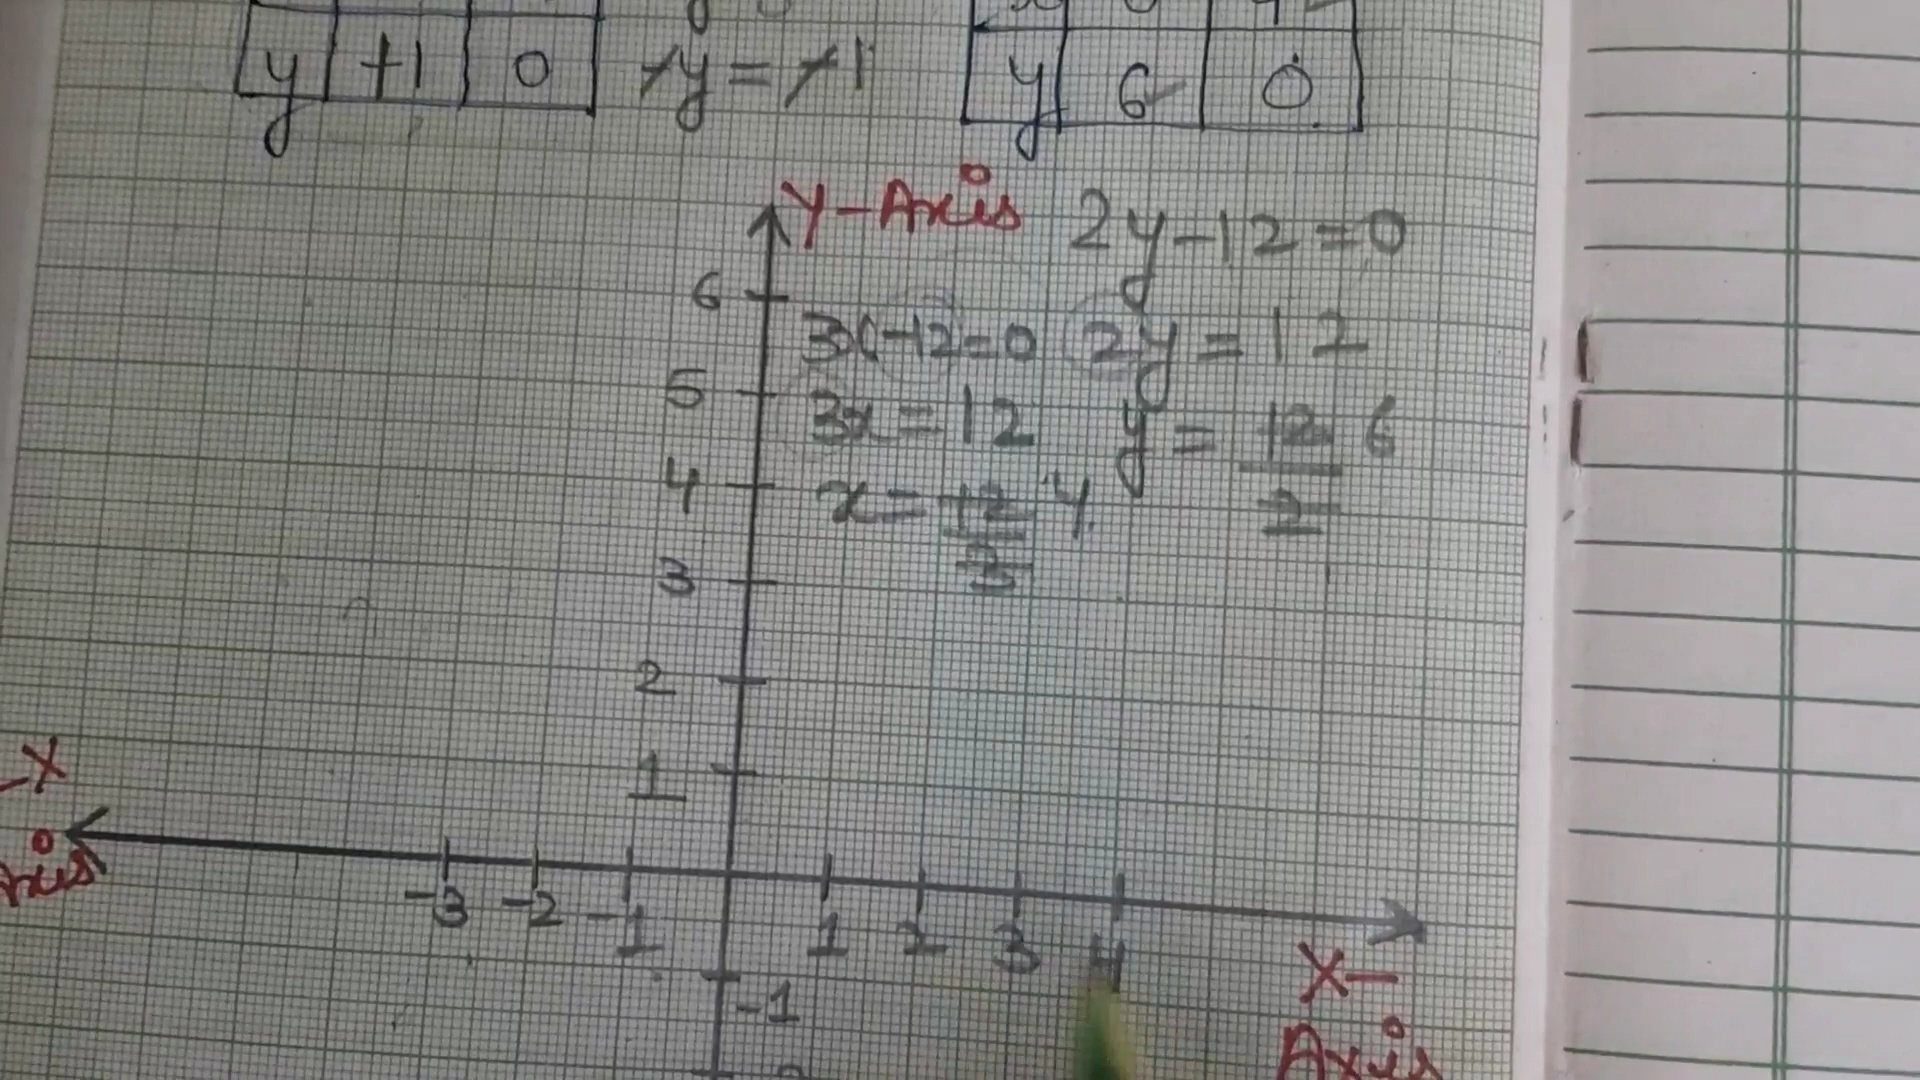 y +1 0 -y = -1 y 6 0
Y-Axis 2y-12=0
6
3x-12=0 2y = 12
5
3x = 12 y = 12/2 6
4
x = 12/3 4
3
2
1
-X
Axis
-3 -2 -1 1 2 3 4
X-
Axis
-1